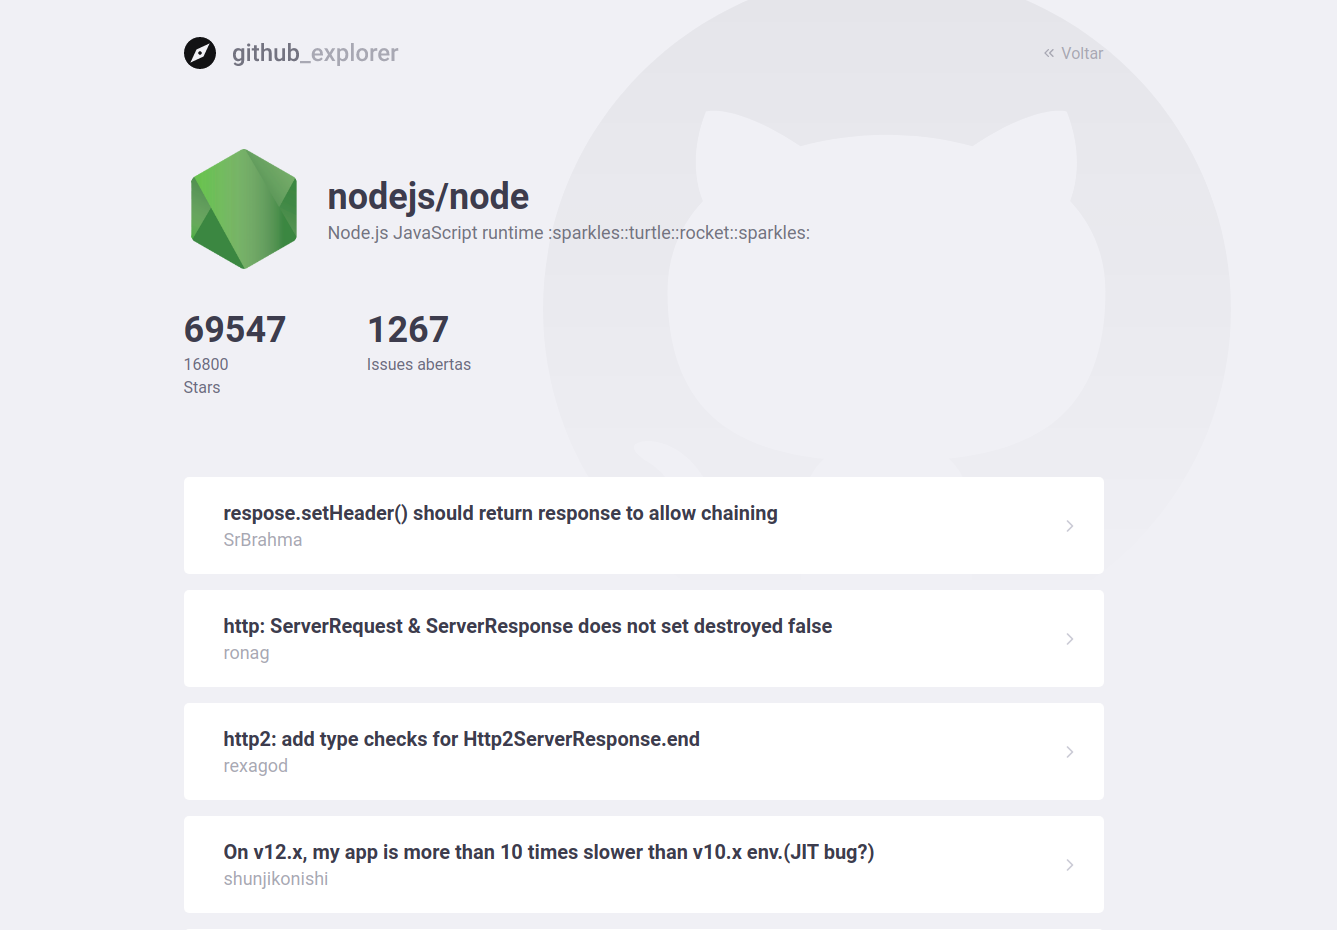 github_explorer
« Voltar
nodejs/node
Node.js JavaScript runtime :sparkles::turtle::rocket::sparkles:
69547
1267
16800
Issues abertas
Stars
respose.setHeader() should return response to allow chaining
SrBrahma
http: ServerRequest & ServerResponse does not set destroyed false
ronag
http2: add type checks for Http2ServerResponse.end
rexagod
On v12.x, my app is more than 10 times slower than v10.x env.(JIT bug?)
shunjikonishi